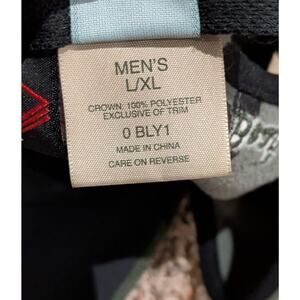 MEN'S
L/XL
CROWN: 100% POLYESTER
EXCLUSIVE OF TRIM
0 BLY1
MADE IN CHINA
CARE ON REVERSE